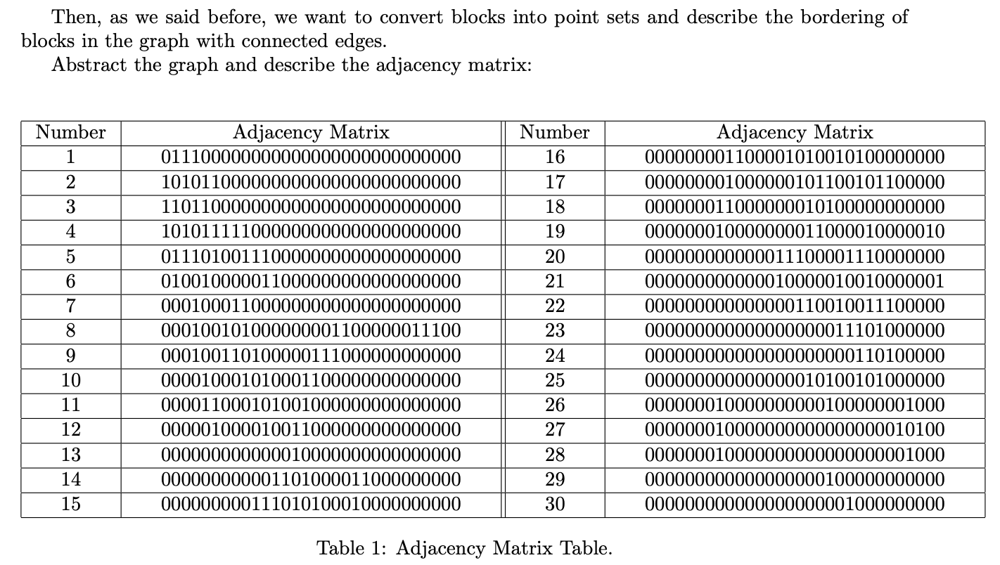 Then, as we said before, we want to convert blocks into point sets and describe the bordering of
blocks in the graph with connected edges.
Abstract the graph and describe the adjacency matrix:
Number Adjacency Matrix Number Adjacency Matrix
1 011100000000000000000000000000 16 000000001100001010010100000000
2 101011000000000000000000000000 17 000000001000000101100101100000
3 110110000000000000000000000000 18 000000011000000010100000000000
4 101011111000000000000000000000 19 000000010000000011000010000010
5 011101001110000000000000000000 20 000000000000011100001110000000
6 010010000011000000000000000000 21 000000000000010000010010000001
7 000100011000000000000000000000 22 000000000000000110010011100000
8 000100101000000001100000011100 23 000000000000000000011101000000
9 000100110100000111000000000000 24 000000000000000000000110100000
10 000010001010001100000000000000 25 000000000000000010100101000000
11 000011000101001000000000000000 26 000000010000000000100000001000
12 000001000010011000000000000000 27 000000010000000000000000010100
13 000000000000010000000000000000 28 000000010000000000000000001000
14 000000000001101000011000000000 29 000000000000000000100000000000
15 000000000111010100010000000000 30 000000000000000000001000000000
Table 1: Adjacency Matrix Table.